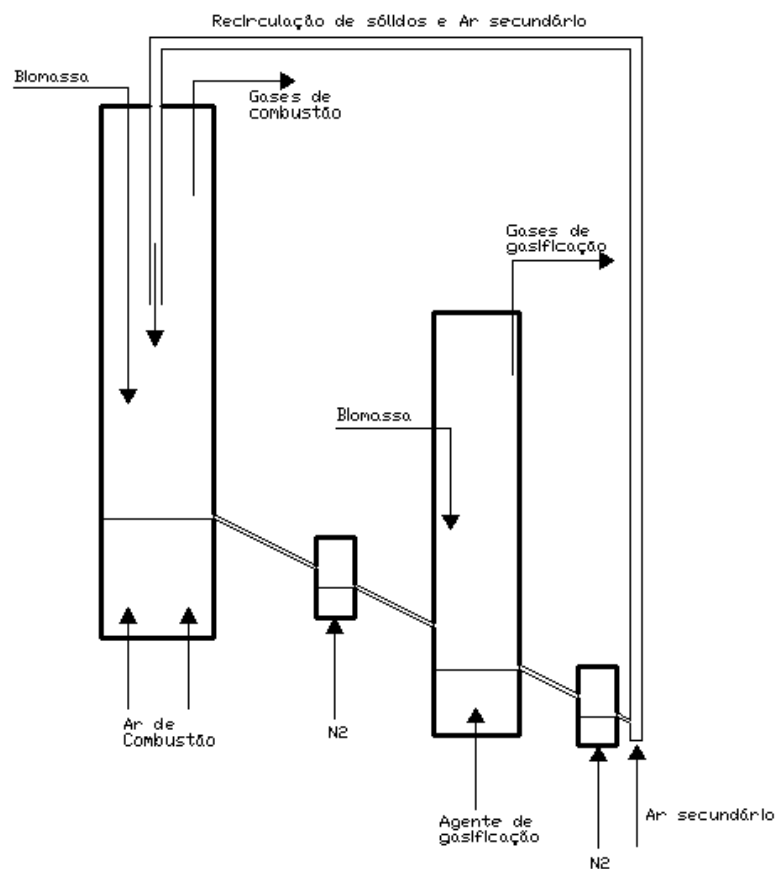 Recirculação de sólidos e Ar secundário
Biomassa
Gases de
combustão
Gases de
gasificação
Biomassa
Ar de
Combustão
N2
Agente de
gasificação
Ar secundário
N2